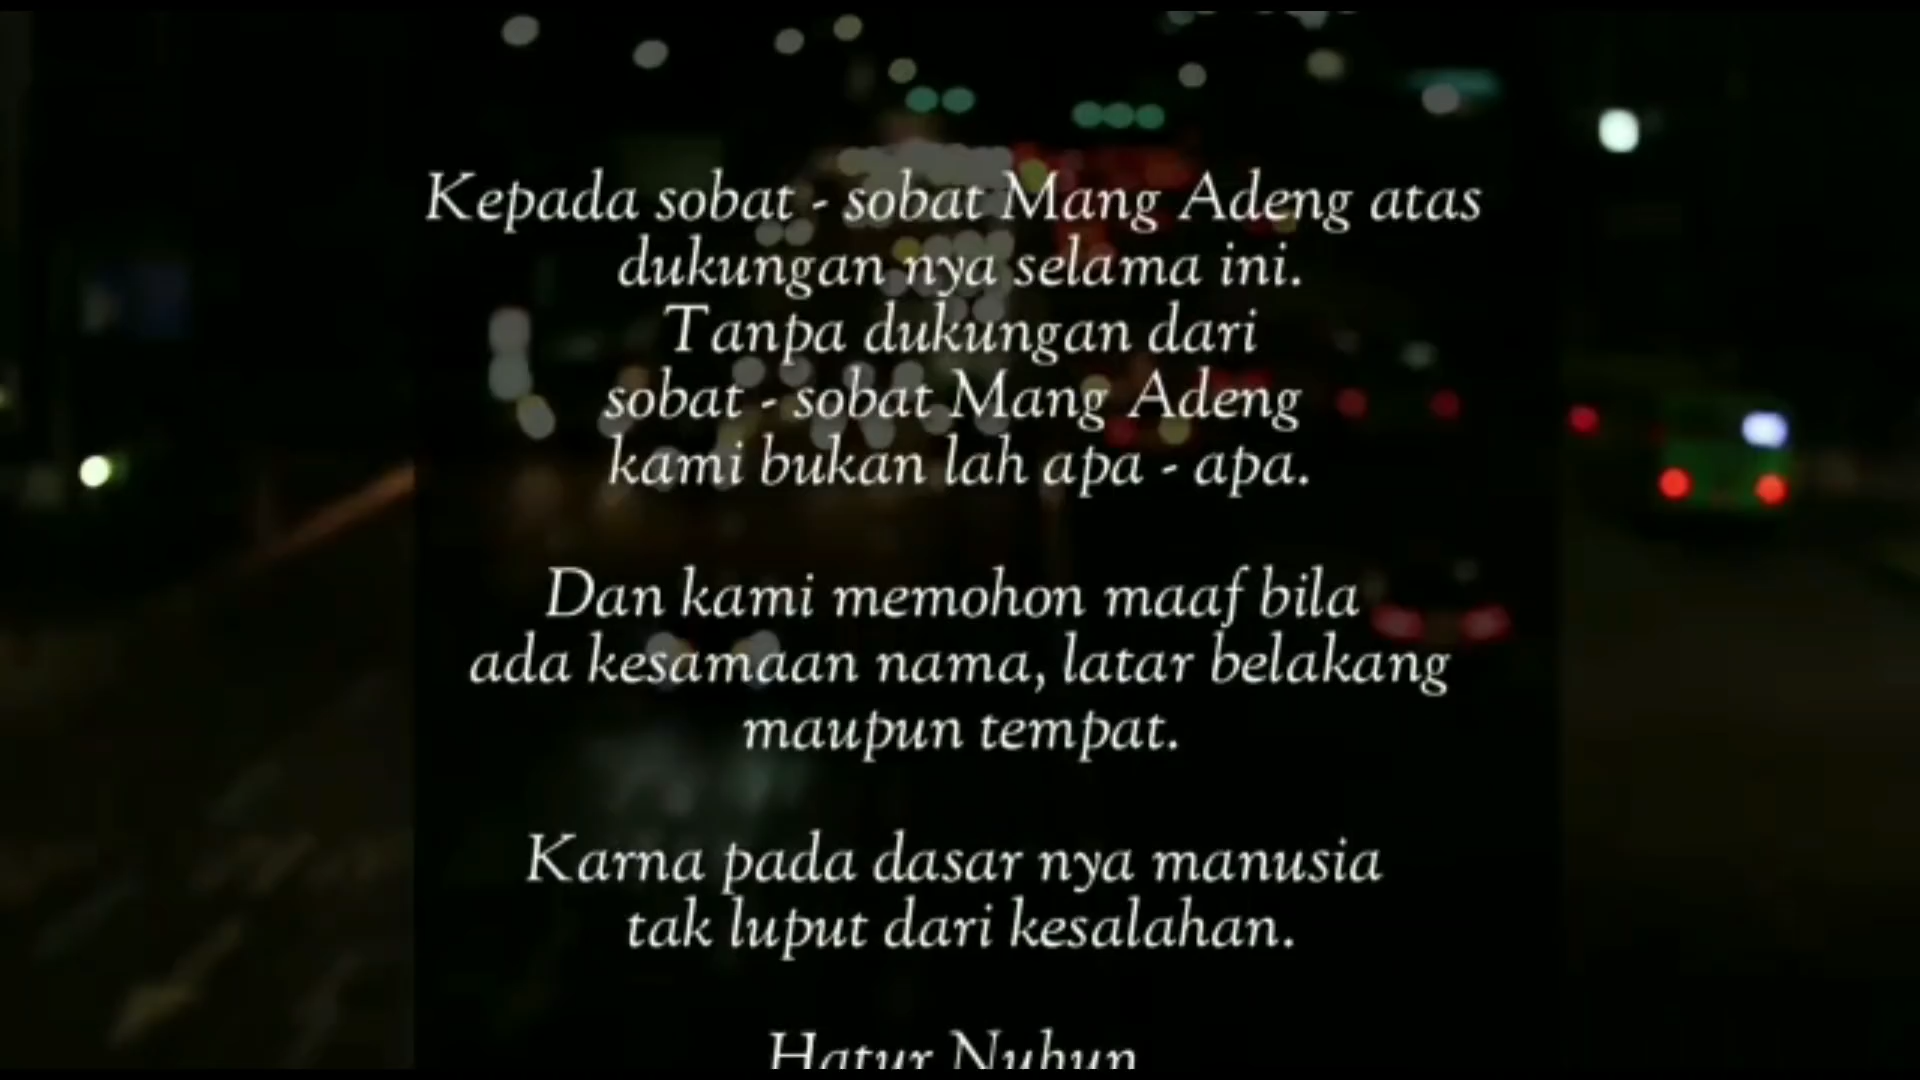 Kepada sobat - sobat Mang Adeng atas
dukungan nya selama ini.
Tanpa dukungan dari
sobat - sobat Mang Adeng
kami bukan lah apa - apa.
Dan kami memohon maaf bila
ada kesamaan nama, latar belakang
maupun tempat.
Karna pada dasar nya manusia
tak luput dari kesalahan.
Hatur Nuhun